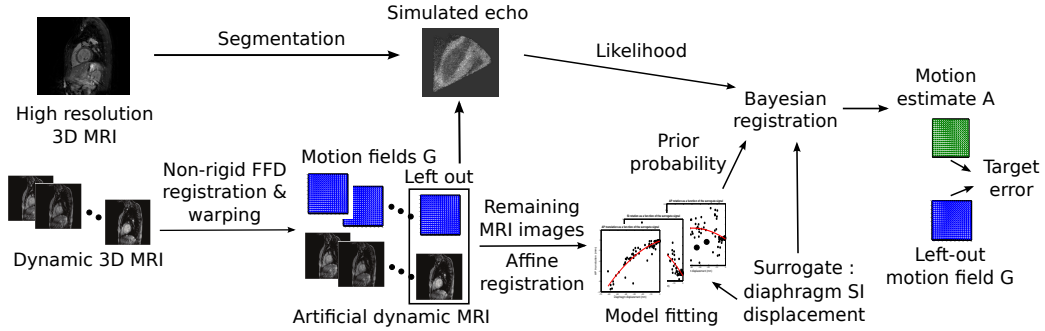 Simulated echo
Segmentation
Likelihood
High resolution
3D MRI
Bayesian
registration
Motion
estimate A
Non-rigid FFD
registration &
warping
Motion fields G
Left out
Prior
probability
Target
error
Dynamic 3D MRI
Remaining
MRI images
Affine
registration
Artificial dynamic MRI
Model fitting
Surrogate :
diaphragm SI
displacement
Left-out
motion field G